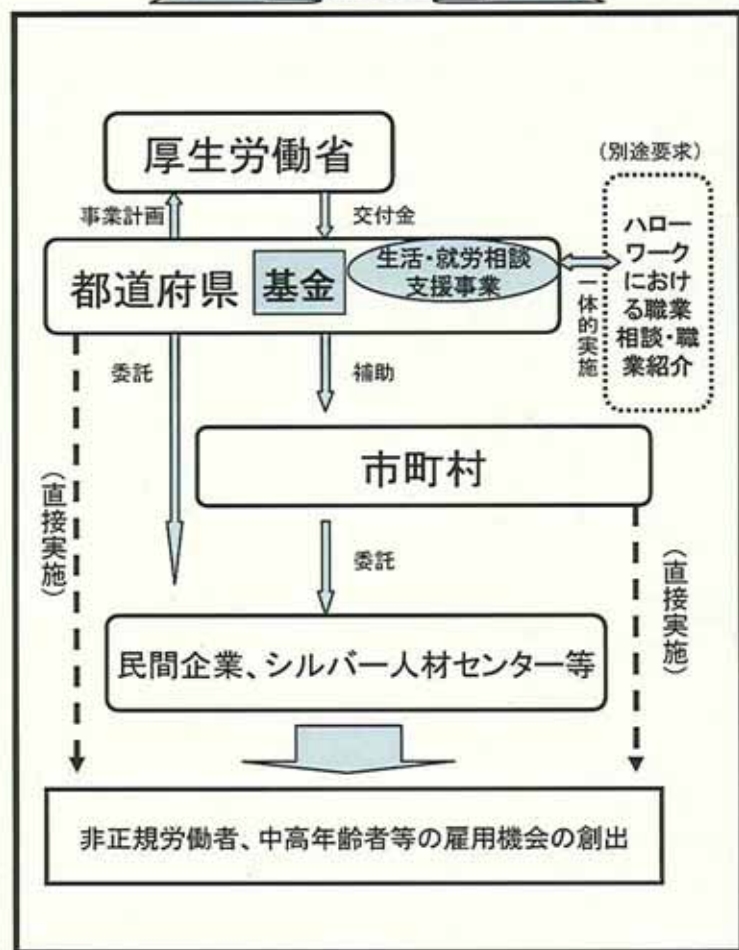 厚生労働省
(別途要求)
事業計画
交付金
都道府県
基金
生活・就労相談
支援事業
一体的実施
ハロー
ワーク
におけ
る職業
相談・職
業紹介
委託
補助
市町村
(直接実施)
委託
(直接実施)
民間企業、シルバー人材センター等
非正規労働者、中高年齢者等の雇用機会の創出